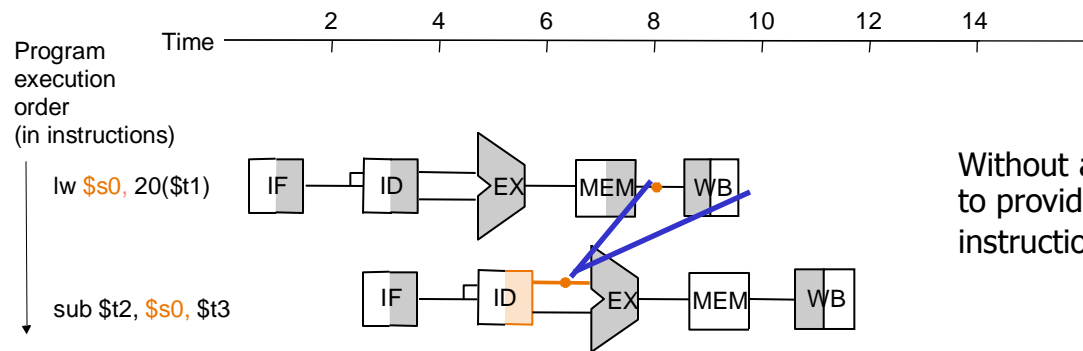 2 4 6 8 10 12 14
Time
Program
execution
order
(in instructions)
lw $s0, 20($t1)
IF ID EX MEM WB
sub $t2, $s0, $t3
IF ID EX MEM WB
Without a
to provid
instructio